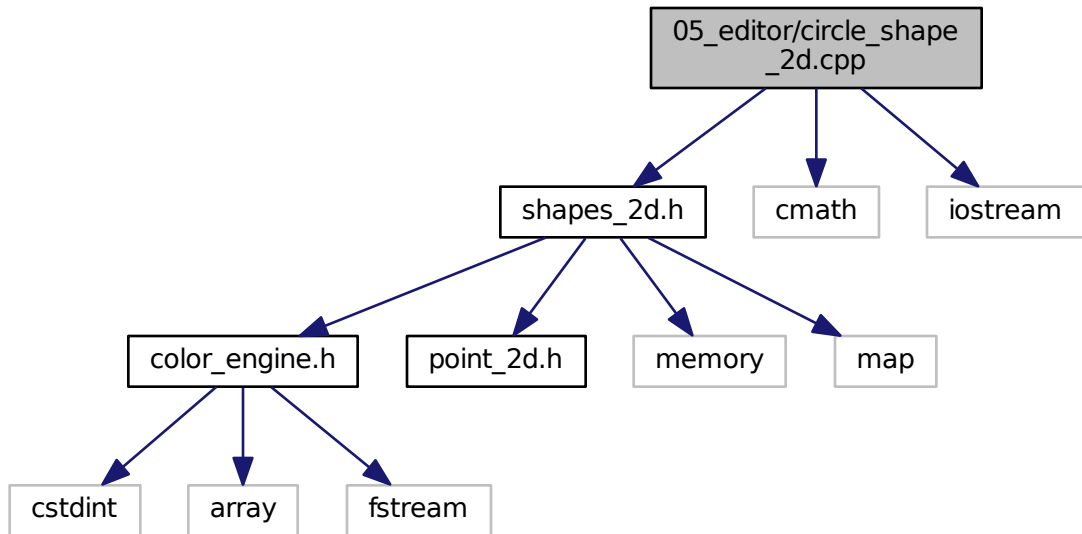 05_editor/circle_shape
_2d.cpp
shapes_2d.h
cmath
iostream
color_engine.h
point_2d.h
memory
map
cstdint
array
fstream